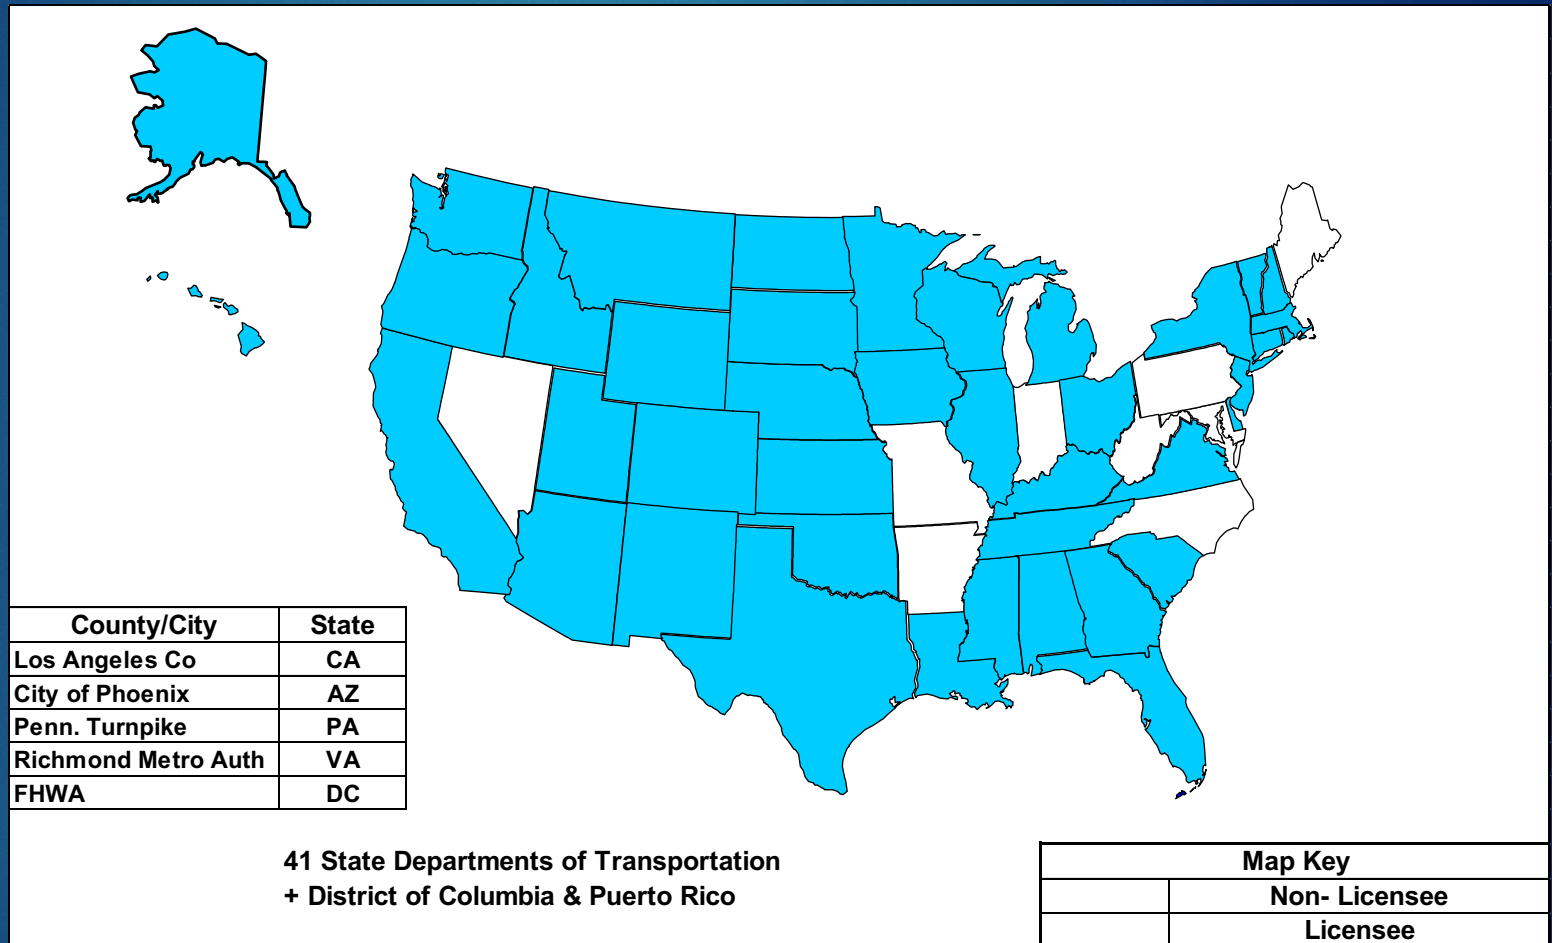 County/City State
Los Angeles Co CA
City of Phoenix AZ
Penn. Turnpike PA
Richmond Metro Auth VA
FHWA DC
41 State Departments of Transportation
+ District of Columbia & Puerto Rico
Map Key
Non- Licensee
Licensee